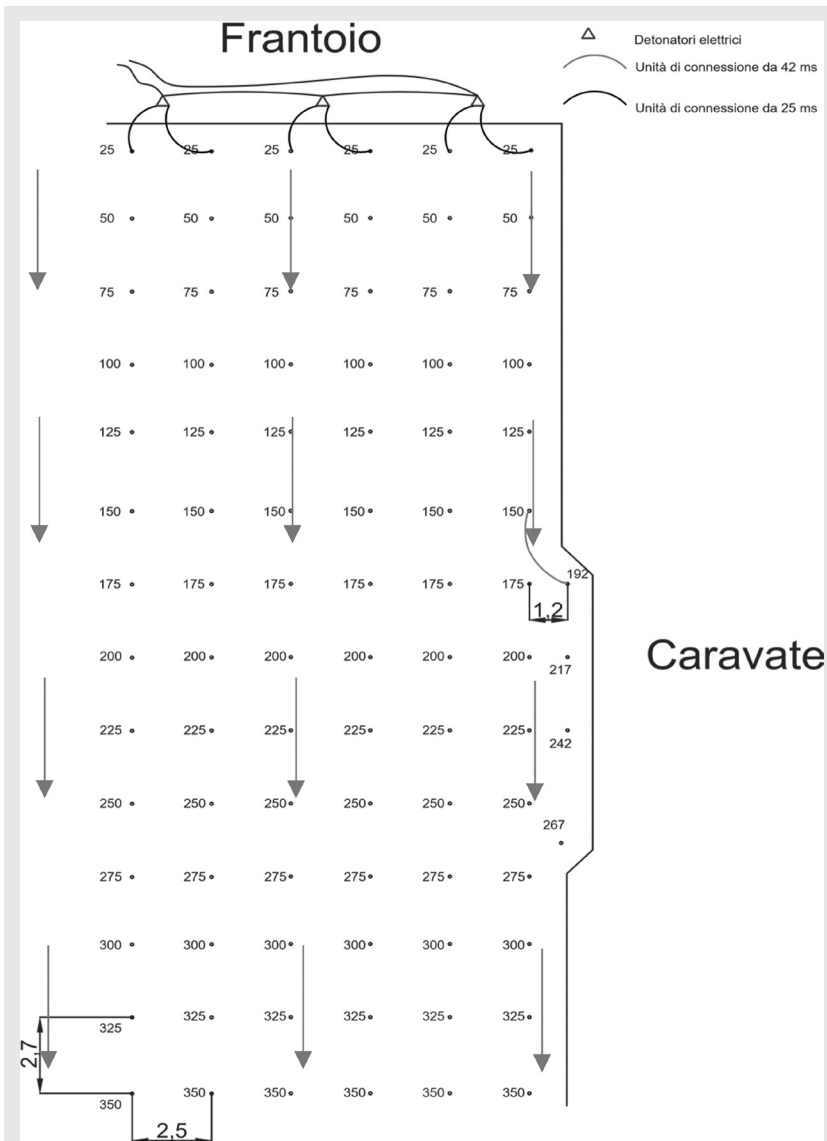 Frantoio
Detonatori elettrici
Unità di connessione da 42 ms
Unità di connessione da 25 ms
25 25 25 25 25 25
50 50 50 50 50 50
75 75 75 75 75 75
100 100 100 100 100 100
125 125 125 125 125 125
150 150 150 150 150 150
192
175 175 175 175 175 175
1,2
200 200 200 200 200 200
217
Caravate
225 225 225 225 225 225
242
250 250 250 250 250 250
267
275 275 275 275 275 275
300 300 300 300 300 300
325 325 325 325 325 325
2,7
350 350 350 350 350 350
2,5